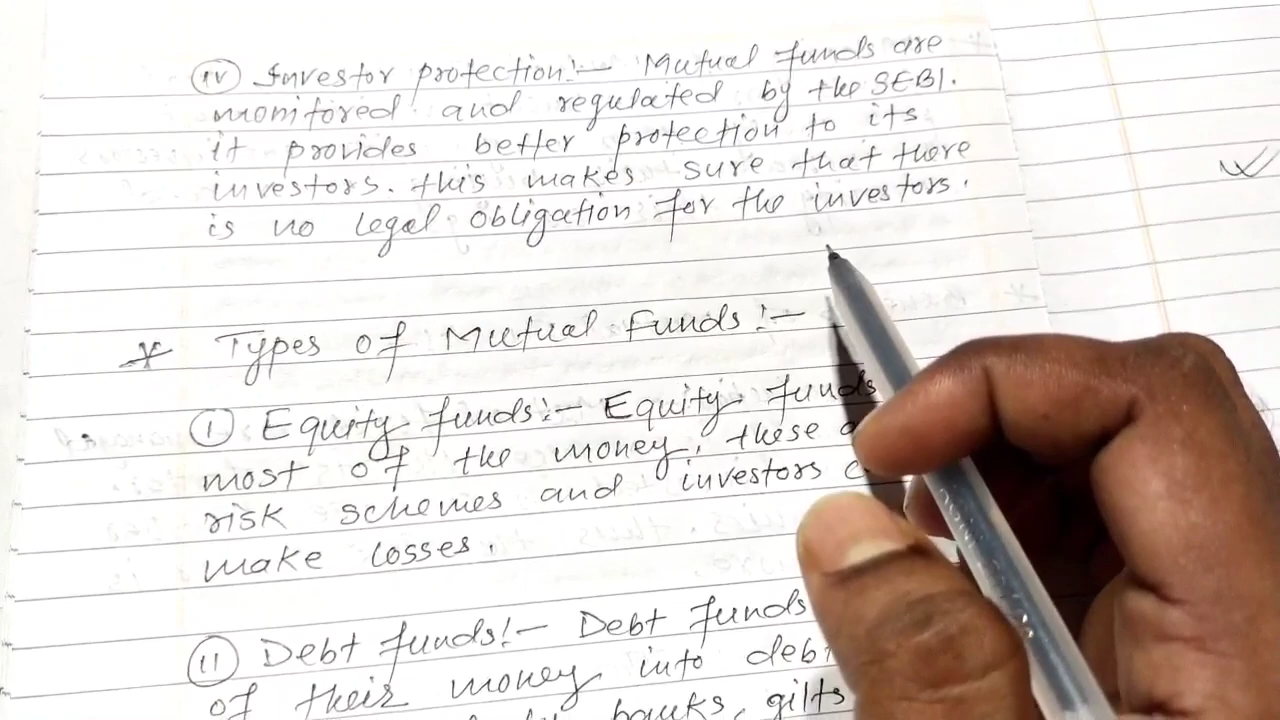 (iv) Investor protection:- Mutual funds are
monitored and regulated by the SEBI.
it provides better protection to its
investors. this makes sure that there
is no legal obligation for the investors.
* Types of Mutual Funds:-
(i) Equity funds:- Equity funds
most of the money, these
risk schemes and investors
make losses.
(ii) Debt funds:- Debt funds
of their money into debt
banks, gilts